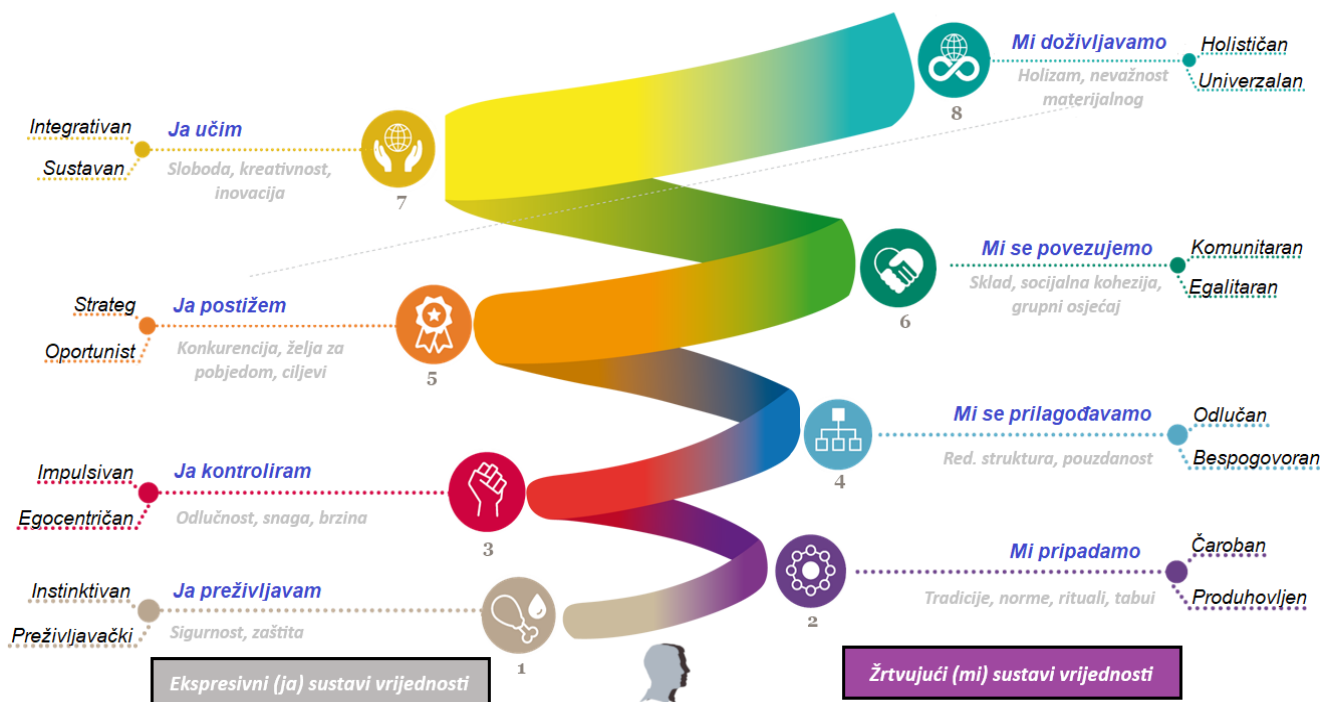 Mi doživljavamo
Holističan
Holizam, nevažnost
materijalnog
Univerzalan
8
Integrativan
Ja učim
Sustavan
Sloboda, kreativnost,
inovacija
7
Mi se povezujemo
Komunitaran
Sklad, socijalna kohezija,
grupni osjećaj
Egalitaran
6
Strateg
Ja postižem
Oportunist
Konkurencija, želja za
pobjedom, ciljevi
5
Mi se prilagođavamo
Odlučan
Red. struktura, pouzdanost
Bespogovoran
4
Impulsivan
Ja kontroliram
Egocentričan
Odlučnost, snaga, brzina
3
Mi pripadamo
Čaroban
Tradicije, norme, rituali, tabui
Produhovljen
2
Instinktivan
Ja preživljavam
Preživljavački
Sigurnost, zaštita
1
Ekspresivni (ja) sustavi vrijednosti
Žrtvujući (mi) sustavi vrijednosti